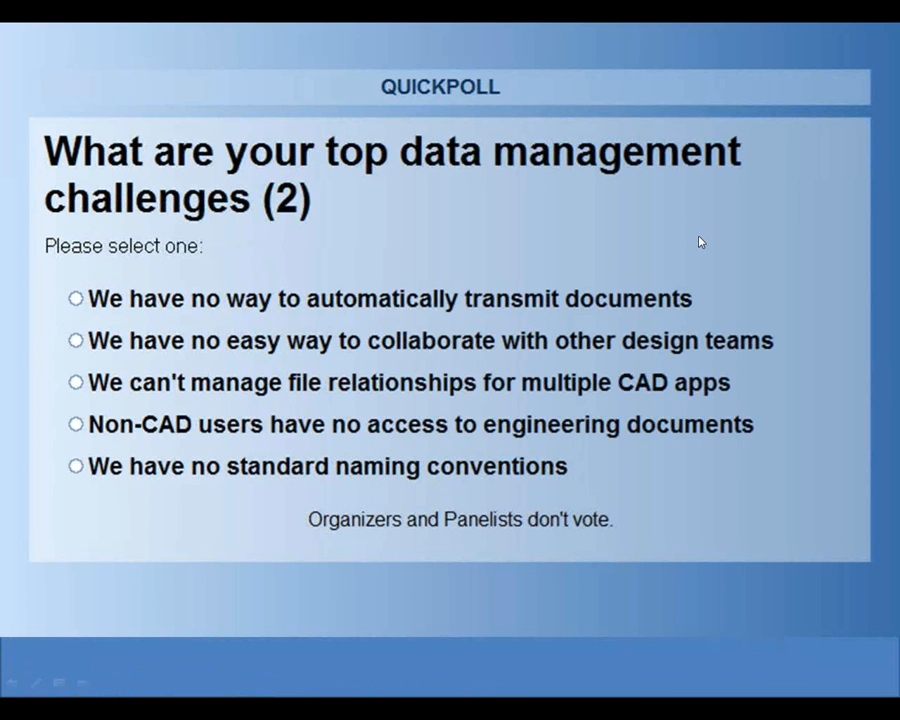 QUICKPOLL
What are your top data management
challenges (2)
Please select one:
We have no way to automatically transmit documents
We have no easy way to collaborate with other design teams
We can't manage file relationships for multiple CAD apps
Non-CAD users have no access to engineering documents
We have no standard naming conventions
Organizers and Panelists don't vote.